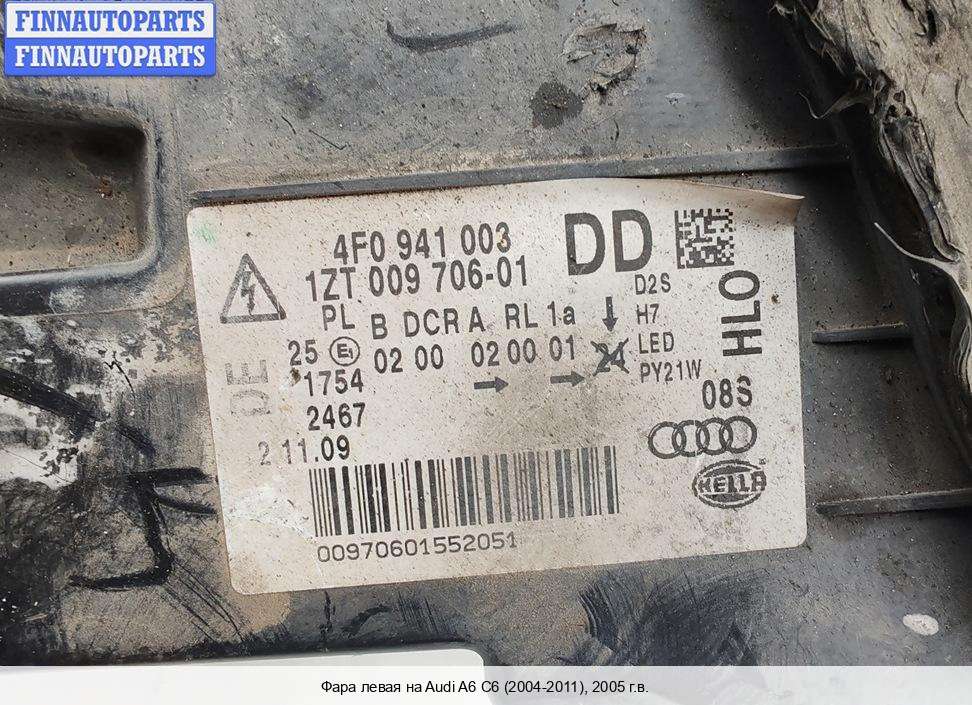 FINNAUTOPARTS
FINNAUTOPARTS
4F0 941 003
DD
1ZT 009 706-01
D2S
PL B DCR A RL 1a
H7
HLO
25 E1 02 00 02 00 01 24
LED
DE
1754
PY21W
2467
08S
2 11.09
HELLA
00970601552051
Фара левая на Audi A6 C6 (2004-2011), 2005 г.в.